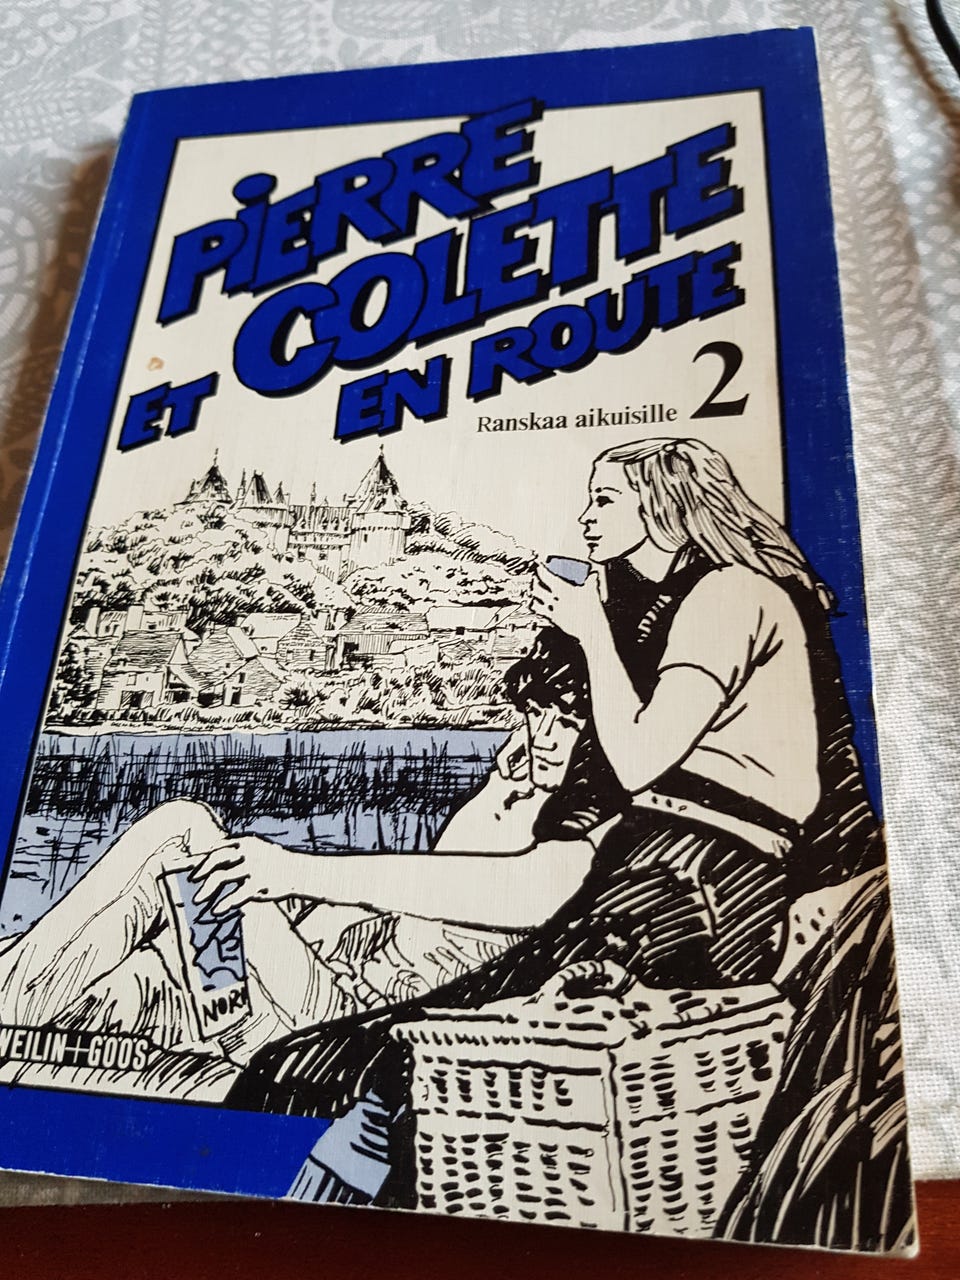 PiERRE
ET COLETTE
EN ROUTE
Ranskaa aikuisille 2
NORD
WEILIN+GÖÖS